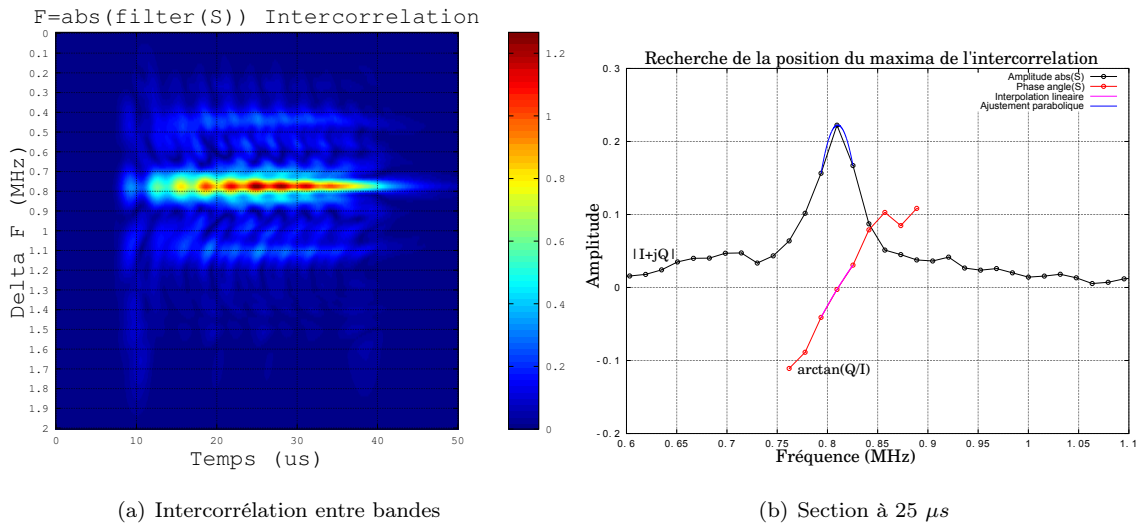 F=abs(filter(S)) Intercorrelation
0
0.1
0.2
0.3
0.4
0.5
0.6
0.7
0.8
0.9
1
1.1
1.2
1.3
1.4
1.5
1.6
1.7
1.8
1.9
2
Delta F (MHz)
0 10 20 30 40 50
Temps (us)
1.2
1
0.8
0.6
0.4
0.2
0
(a) Intercorrélation entre bandes
Recherche de la position du maxima de l'intercorrelation
Amplitude abs(S)
Phase angle(S)
Interpolation lineaire
Ajustement parabolique
0.3
0.2
0.1
0
-0.1
-0.2
Amplitude
|I+jQ|
arctan(Q/I)
0.6 0.65 0.7 0.75 0.8 0.85 0.9 0.95 1 1.05 1.1
Fréquence (MHz)
(b) Section à 25 μs